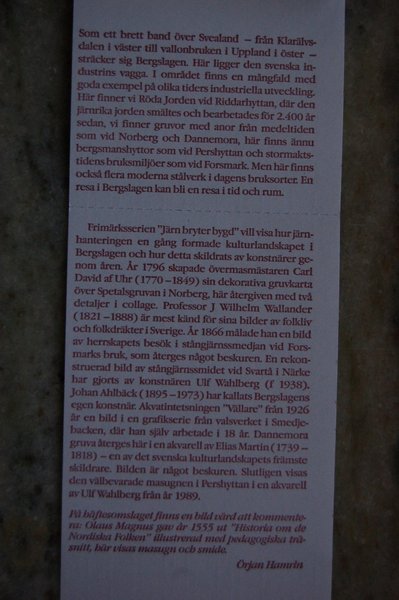 Som ett brett band över Svealand – från Klarälvs-
dalen i väster till vallonbruken i Uppland i öster –
sträcker sig Bergslagen. Här ligger den svenska in-
dustrins vagga. I området finns en mångfald med
goda exempel på olika tiders industriella utveckling.
Här finner vi Röda Jorden vid Riddarhyttan, där den
järnrika jorden smältes och bearbetades för 2.400 år
sedan, vi finner gruvor med anor från medeltiden
som vid Norberg och Dannemora, här finns ännu
bergsmanshyttor som vid Pershyttan och stormakts-
tidens bruksmiljöer som vid Forsmark. Men här finns
också flera moderna stålverk i dagens bruksorter. En
resa i Bergslagen kan bli en resa i tid och rum.
Frimärksserien "Järn bryter bygd" vill visa hur järn-
hanteringen en gång formade kulturlandskapet i
Bergslagen och hur detta skildrats av konstnärer ge-
nom åren. År 1796 skapade övermasmästaren Carl
David af Uhr (1770–1849) sin dekorativa gruvkarta
över Spetalsgruvan i Norberg, här återgiven med två
detaljer i collage. Professor J Wilhelm Wallander
(1821–1888) är mest känd för sina bilder av folkliv
och folkdräkter i Sverige. År 1866 målade han en bild
av herrskapets besök i stångjärnssmedjan vid Fors-
marks bruk, som återges något beskuren. En rekon-
struerad bild av stångjärnssmidet vid Svartå i Närke
har gjorts av konstnären Ulf Wahlberg (f 1938).
Johan Ahlbäck (1895–1973) har kallats Bergslagens
egen konstnär. Akvatintetsningen "Vällare" från 1926
är en bild i en grafikserie från valsverket i Smedje-
backen, där han själv arbetade i 18 år. Dannemora
gruva återges här i en akvarell av Elias Martin (1739–
1818) – en av det svenska kulturlandskapets främste
skildrare. Bilden är något beskuren. Slutligen visas
den välbevarade masugnen i Pershyttan i en akvarell
av Ulf Wahlberg från år 1989.
På häftesomslaget finns en bild värd att kommente-
ra: Olaus Magnus gav år 1555 ut "Historia om de
Nordiska Folken" illustrerad med pedagogiska trä-
snitt, här visas masugn och smide.
Örjan Hamrin